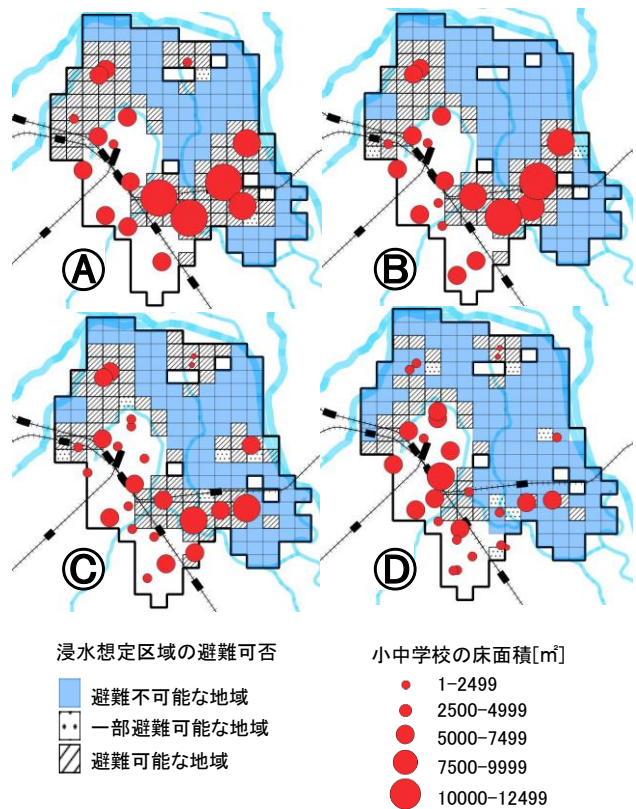 Ⓐ
Ⓑ
Ⓒ
Ⓓ
浸水想定区域の避難可否
避難不可能な地域
一部避難可能な地域
避難可能な地域
小中学校の床面積[㎡]
1-2499
2500-4999
5000-7499
7500-9999
10000-12499